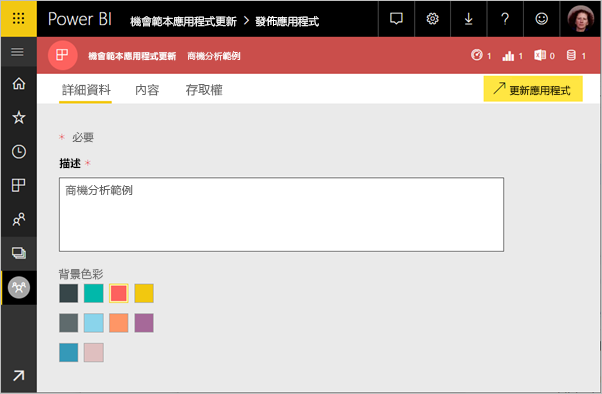 Power BI 機會範本應用程式更新 > 發佈應用程式
機會範本應用程式更新 商機分析範例 1 1 0 1
詳細資料 內容 存取權 更新應用程式
* 必要
描述 *
商機分析範例
背景色彩